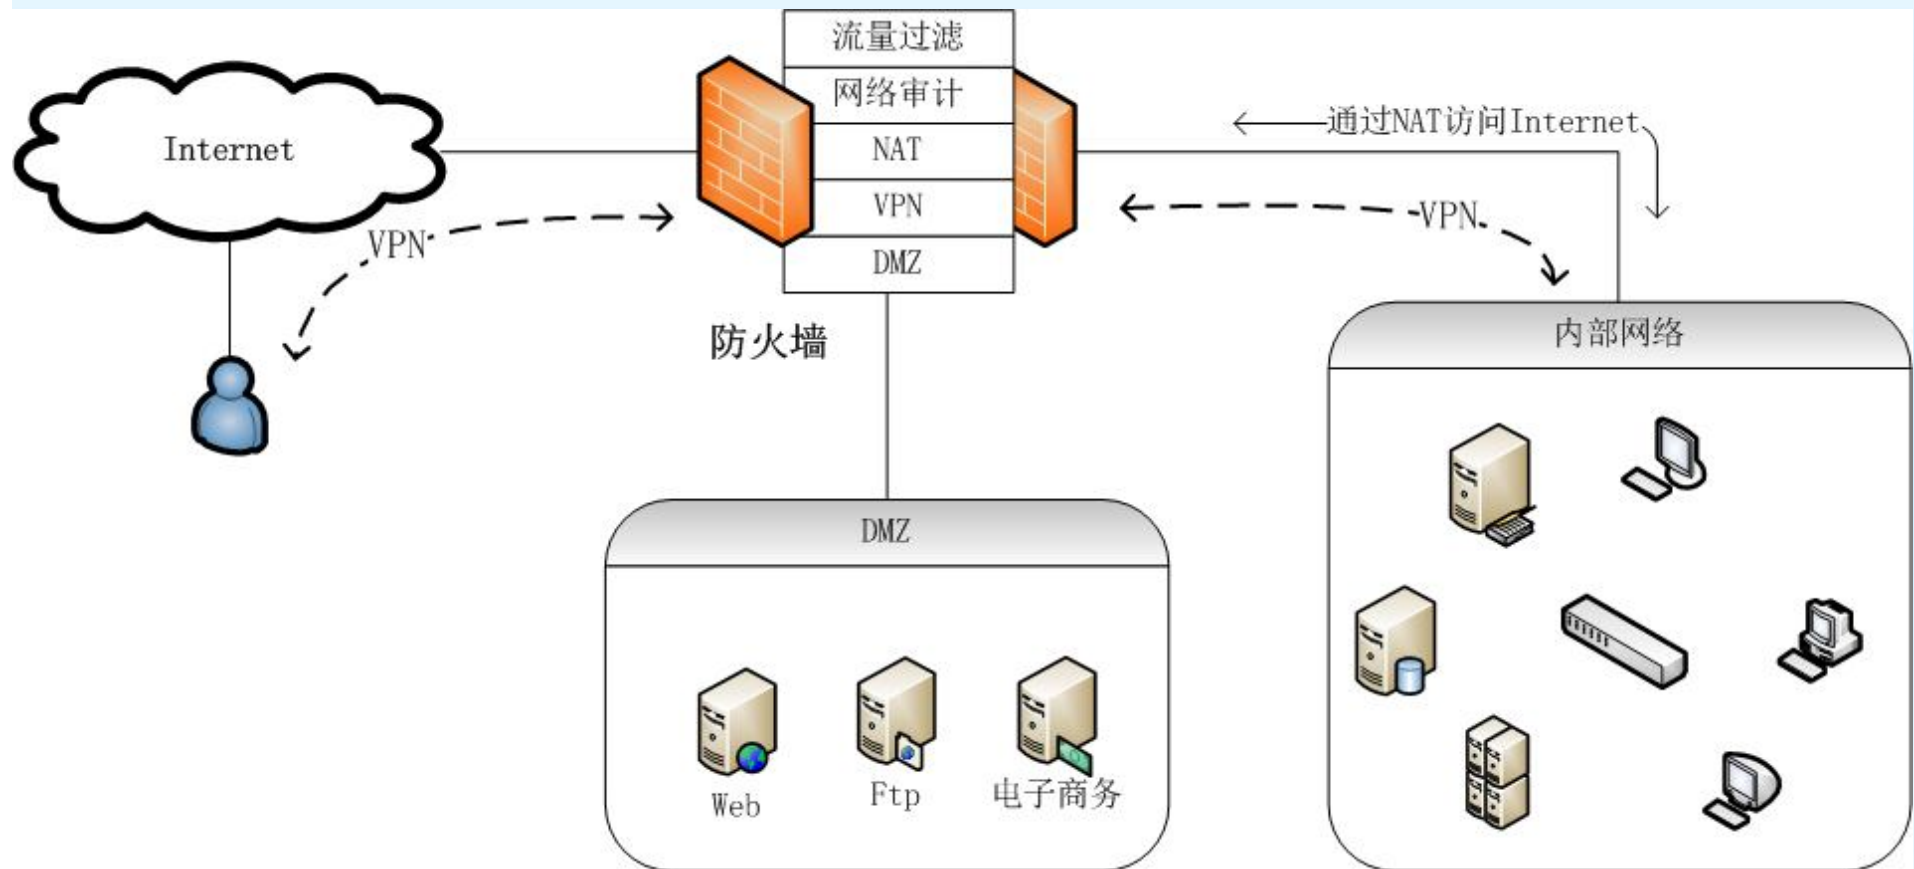 流量过滤
网络审计
NAT
VPN
DMZ
Internet
通过NAT访问Internet
VPN
VPN
防火墙
内部网络
DMZ
Web
Ftp
电子商务